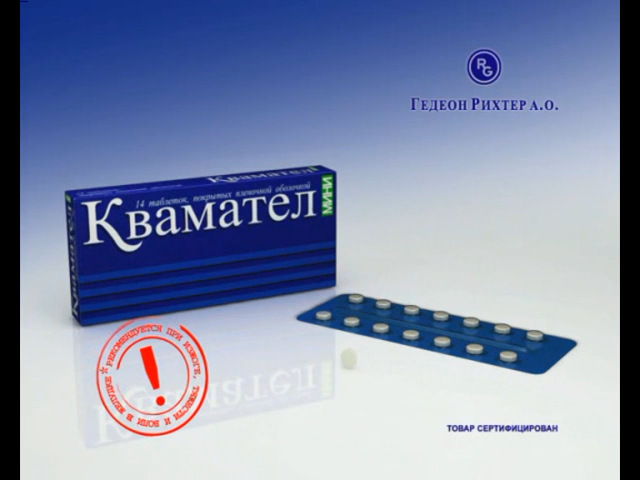 RG
ГЕДЕОН РИХТЕР А.О.
14 таблеток, покрытых пленочной оболочкой
КВАМАТЕЛ
МИНИ
КВАМАТЕЛ
КВАМАТЕЛ
РЕКОМЕНДУЕТСЯ ПРИ ИЗЖОГЕ, ТЯЖЕСТИ И БОЛИ В ЖЕЛУДКЕ
!
ТОВАР СЕРТИФИЦИРОВАН